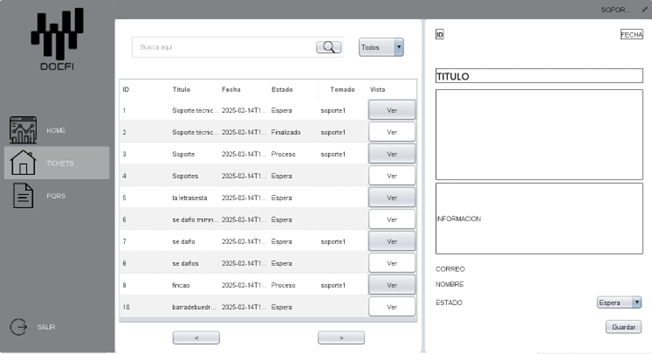 SOPOR...
DOCFI
HOME
TICKETS
PQRS
SALIR
Busca aqui
Todos
ID Título Fecha Estado Tomado Vista
1 Soporte técnic... 2025-02-14T1... Espera soporte1 Ver
2 Soporte técnic... 2025-02-14T1... Finalizado soporte1 Ver
3 Soporte 2025-02-14T1... Proceso soporte1 Ver
4 Soportes 2025-02-14T1... Espera Ver
5 la letrasesta 2025-02-14T1... Espera Ver
6 se daño mimn... 2025-02-14T1... Espera Ver
7 se daño 2025-02-14T1... Espera soporte1 Ver
8 se daños 2025-02-14T1... Espera Ver
9 fincao 2025-02-14T1... Proceso soporte1 Ver
10 barradebuedr... 2025-02-14T1... Espera Ver
< >
ID FECHA
TITULO
INFORMACION
CORREO
NOMBRE
ESTADO Espera
Guardar